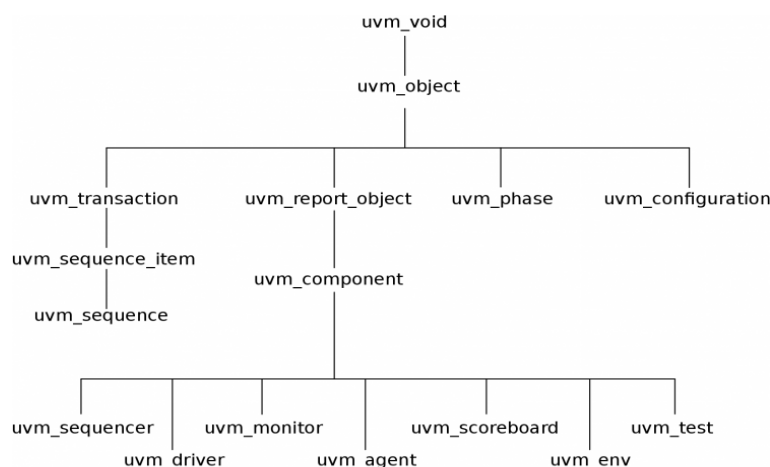 uvm_void
uvm_object
uvm_transaction uvm_report_object uvm_phase uvm_configuration
uvm_sequence_item
uvm_component
uvm_sequence
uvm_sequencer uvm_monitor uvm_scoreboard uvm_test
uvm_driver uvm_agent uvm_env